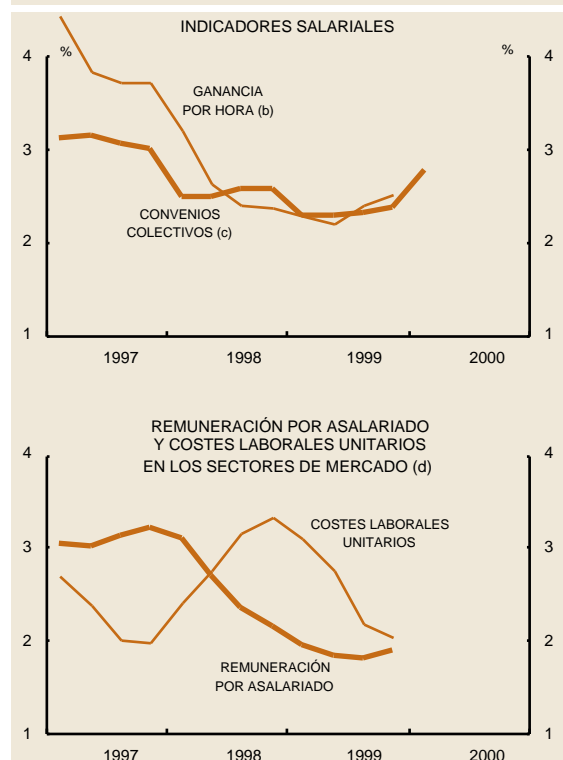 INDICADORES SALARIALES
4 % % 4
GANANCIA
POR HORA (b)
3 3
CONVENIOS
COLECTIVOS (c)
2 2
1 1
1997 1998 1999 2000
REMUNERACIÓN POR ASALARIADO
Y COSTES LABORALES UNITARIOS
EN LOS SECTORES DE MERCADO (d)
4 4
COSTES LABORALES
UNITARIOS
3 3
2 2
REMUNERACIÓN
POR ASALARIADO
1 1
1997 1998 1999 2000